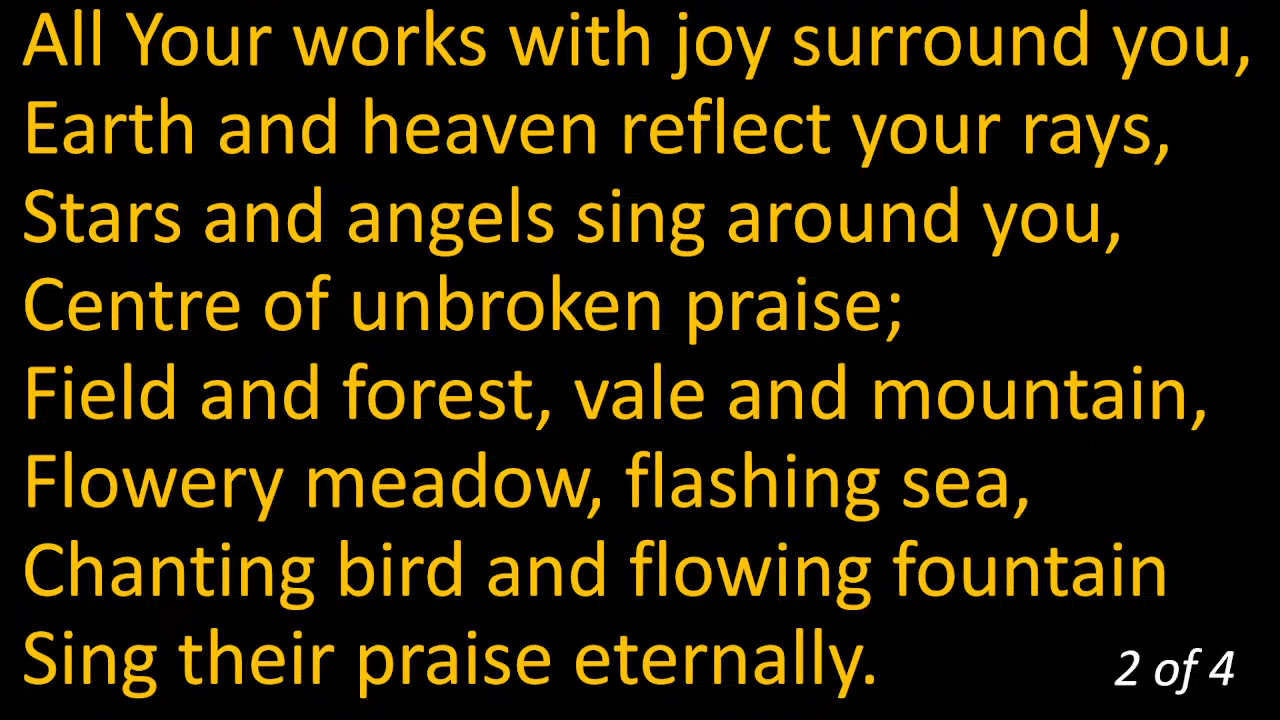 All Your works with joy surround you,
Earth and heaven reflect your rays,
Stars and angels sing around you,
Centre of unbroken praise;
Field and forest, vale and mountain,
Flowery meadow, flashing sea,
Chanting bird and flowing fountain
Sing their praise eternally.
2 of 4